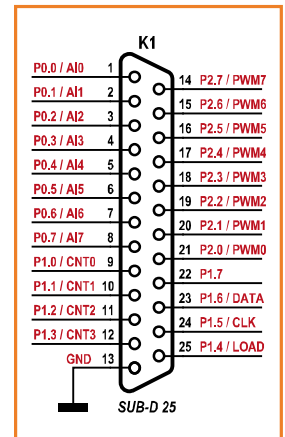 K1
P0.0 / AI0 1
P0.1 / AI1 2
P0.2 / AI2 3
P0.3 / AI3 4
P0.4 / AI4 5
P0.5 / AI5 6
P0.6 / AI6 7
P0.7 / AI7 8
P1.0 / CNT0 9
P1.1 / CNT1 10
P1.2 / CNT2 11
P1.3 / CNT3 12
GND 13
14 P2.7 / PWM7
15 P2.6 / PWM6
16 P2.5 / PWM5
17 P2.4 / PWM4
18 P2.3 / PWM3
19 P2.2 / PWM2
20 P2.1 / PWM1
21 P2.0 / PWM0
22 P1.7
23 P1.6 / DATA
24 P1.5 / CLK
25 P1.4 / LOAD
SUB-D 25